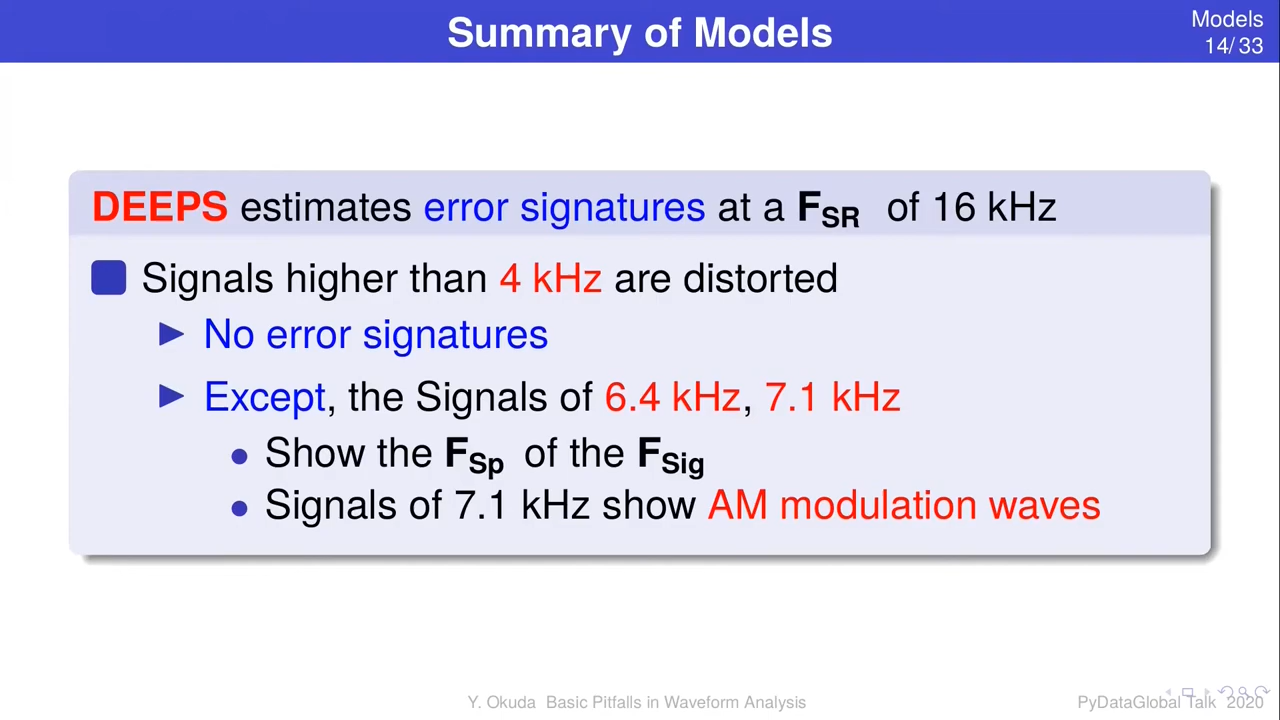 Summary of Models
Models
14/33
DEEPS estimates error signatures at a FSR of 16 kHz
Signals higher than 4 kHz are distorted
No error signatures
Except, the Signals of 6.4 kHz, 7.1 kHz
Show the FSp of the FSig
Signals of 7.1 kHz show AM modulation waves
Y. Okuda Basic Pitfalls in Waveform Analysis
PyDataGlobal Talk 2020